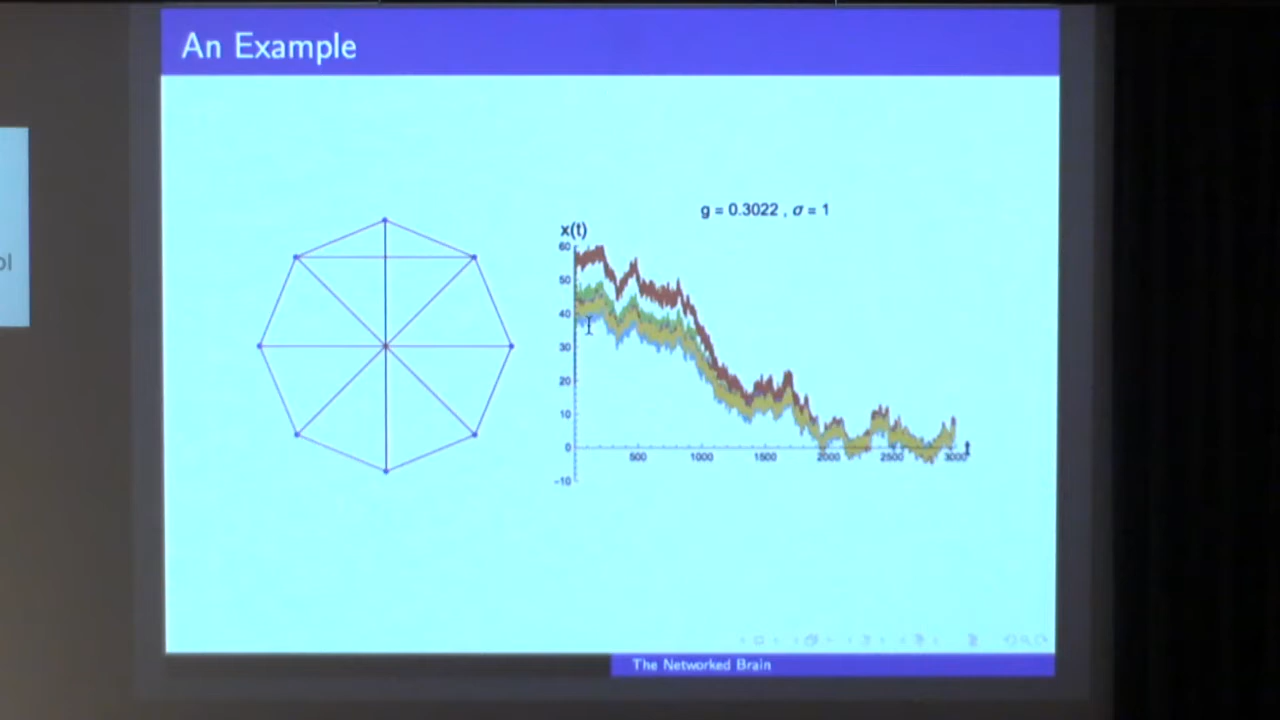 An Example
ol
g = 0.3022 , σ = 1
x(t)
60
50
40
30
20
10
0
-10
500 1000 1500 2000 2500 3000 t
The Networked Brain